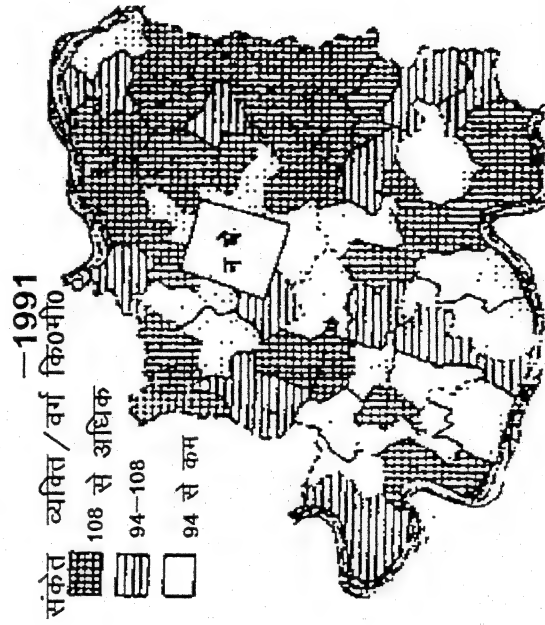 —1991
संकेत व्यक्ति/वर्ग कि0मी0
108 से अधिक
94—108
94 से कम
न क्षे